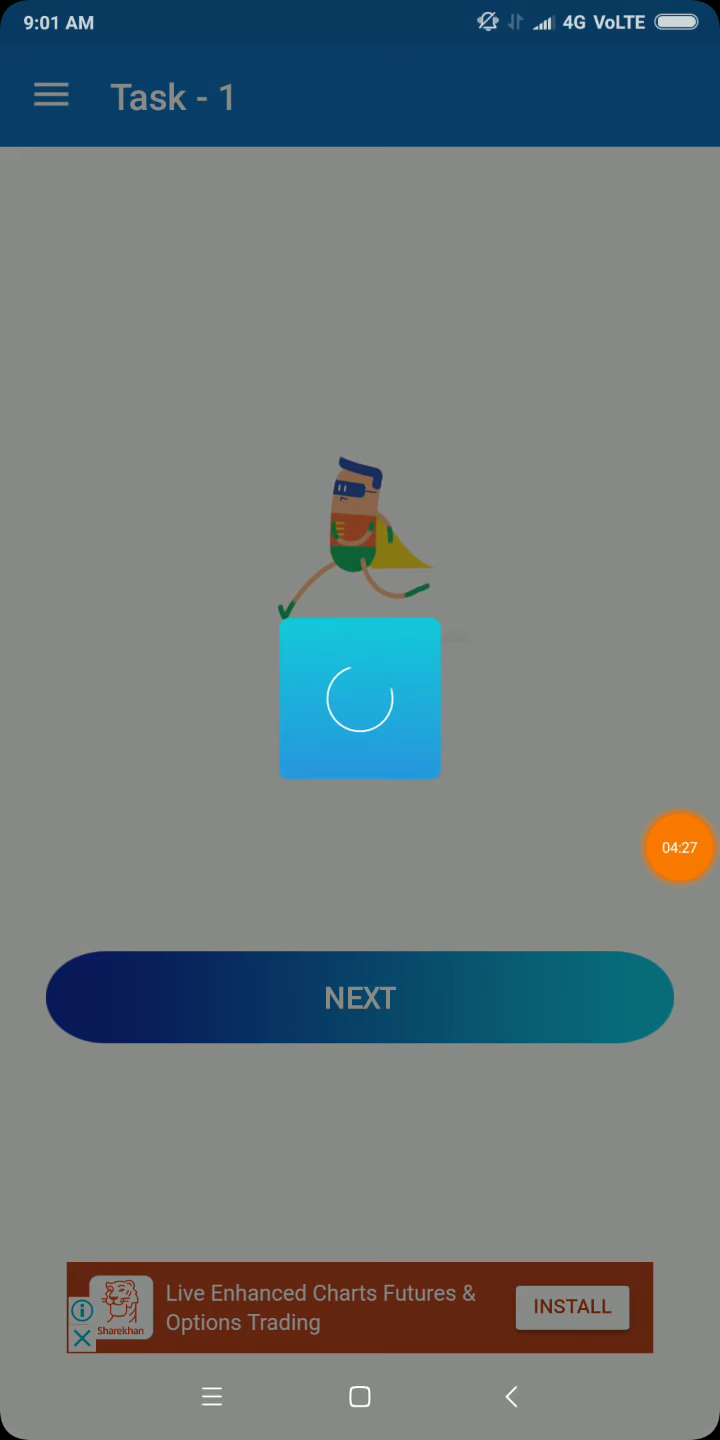 9:01 AM
4G VoLTE
Task - 1
04:27
NEXT
Live Enhanced Charts Futures &
Options Trading
INSTALL
Sharekhan